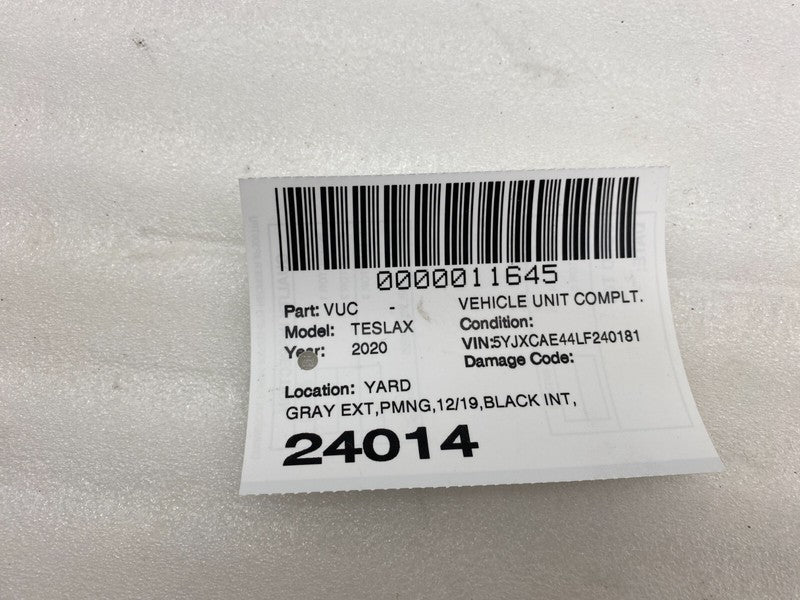 0000011645
Part: VUC - VEHICLE UNIT COMPLT.
Model: TESLAX Condition:
Year: 2020 VIN:5YJXCAE44LF240181
Damage Code:
Location: YARD
GRAY EXT,PMNG,12/19,BLACK INT,
24014